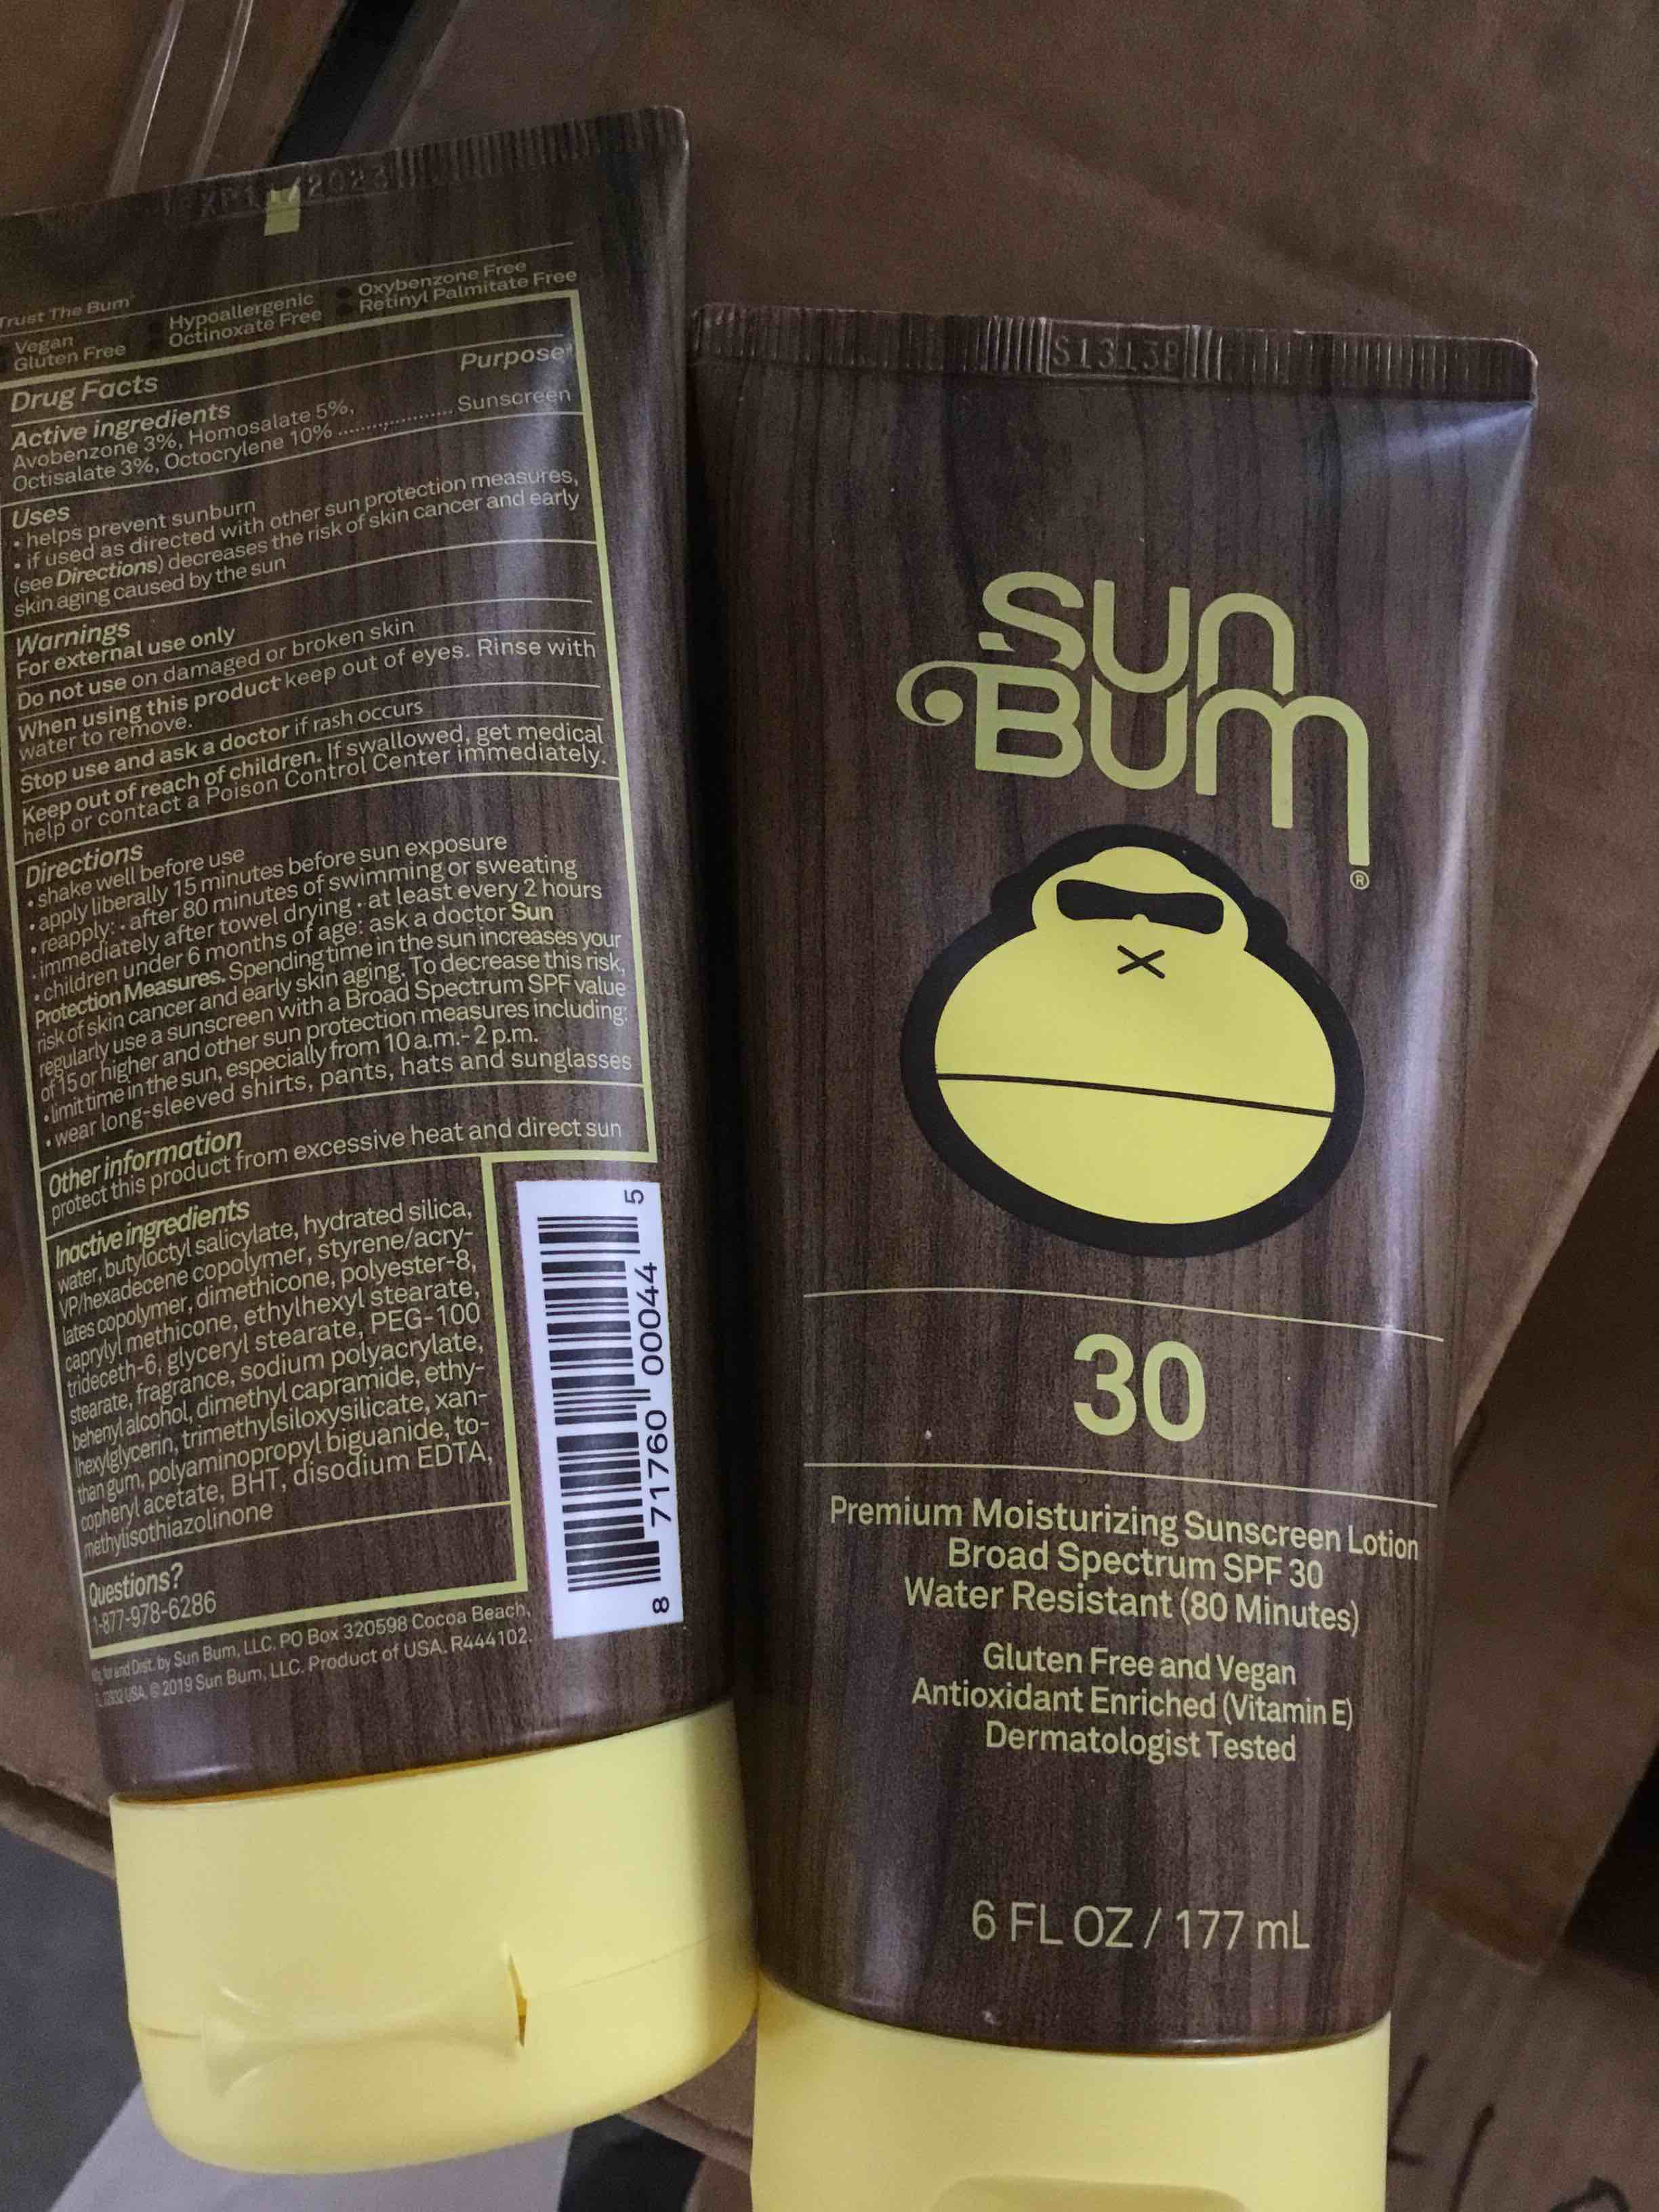 Trust The Bum
Vegan
Gluten Free
Hypoallergenic
Octinoxate Free
Oxybenzone Free
Retinyl Palmitate Free
Drug Facts
Active ingredients
Purpose
Avobenzone 3%, Homosalate 5%,
Octisalate 3%, Octocrylene 10% .................... Sunscreen
Uses
• helps prevent sunburn
• if used as directed with other sun protection measures,
(see Directions) decreases the risk of skin cancer and early
skin aging caused by the sun
Warnings
For external use only
Do not use on damaged or broken skin
When using this product keep out of eyes. Rinse with
water to remove.
Stop use and ask a doctor if rash occurs
Keep out of reach of children. If swallowed, get medical
help or contact a Poison Control Center immediately.
Directions
• shake well before use
• apply liberally 15 minutes before sun exposure
• reapply: • after 80 minutes of swimming or sweating
• immediately after towel drying • at least every 2 hours
• children under 6 months of age: ask a doctor Sun
Protection Measures. Spending time in the sun increases your
risk of skin cancer and early skin aging. To decrease this risk,
regularly use a sunscreen with a Broad Spectrum SPF value
of 15 or higher and other sun protection measures including:
• limit time in the sun, especially from 10 a.m.- 2 p.m.
• wear long-sleeved shirts, pants, hats and sunglasses
Other information
protect this product from excessive heat and direct sun
Inactive ingredients
water, butyloctyl salicylate, hydrated silica,
VP/hexadecene copolymer, styrene/acry-
lates copolymer, dimethicone, polyester-8,
caprylyl methicone, ethylhexyl stearate,
trideceth-6, glyceryl stearate, PEG-100
stearate, fragrance, sodium polyacrylate,
behenyl alcohol, dimethyl capramide, ethy-
lhexylglycerin, trimethylsiloxysilicate, xan-
than gum, polyaminopropyl biguanide, to-
copheryl acetate, BHT, disodium EDTA,
methylisothiazolinone
Questions?
1-877-978-6286
8 71760 00044 5
for and Dist. by Sun Bum, LLC. PO Box 320598 Cocoa Beach,
USA. © 2019 Sun Bum, LLC. Product of USA. R444102.
S1313B
SUN
BUM®
30
Premium Moisturizing Sunscreen Lotion
Broad Spectrum SPF 30
Water Resistant (80 Minutes)
Gluten Free and Vegan
Antioxidant Enriched (Vitamin E)
Dermatologist Tested
6 FL OZ / 177 mL